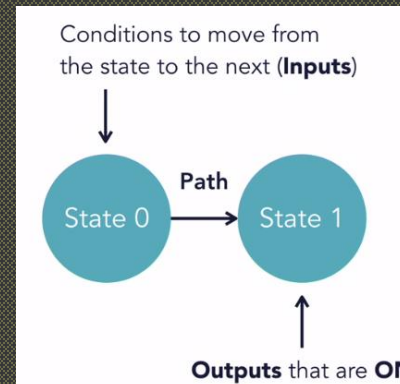 Conditions to move from
the state to the next (Inputs)
Path
State 0
State 1
Outputs that are